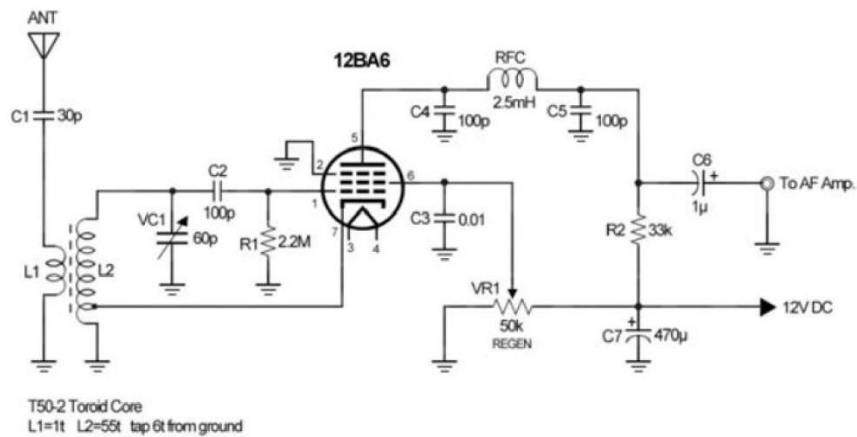 ANT
12BA6
RFC
2.5mH
C1
30p
C4
100p
C5
100p
5
2
6
1
7
3
4
C2
100p
C6
+
1µ
To AF Amp.
VC1
60p
R1
2.2M
C3
0.01
R2
33k
L1
L2
VR1
50k
REGEN
12V DC
+
C7
470µ
T50-2 Toroid Core
L1=1t L2=55t tap 6t from ground